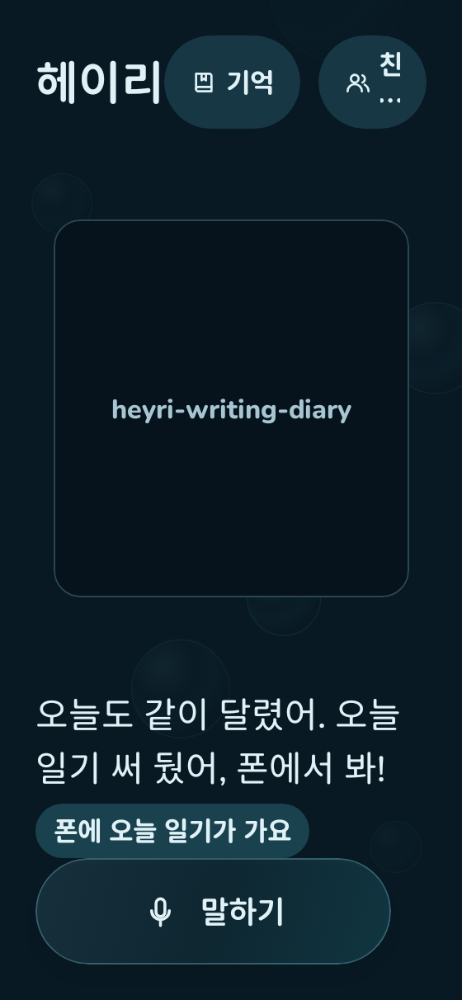 헤이리
기억
친
...
heyri-writing-diary
오늘도 같이 달렸어. 오늘
일기 써 뒀어, 폰에서 봐!
폰에 오늘 일기가 가요
말하기